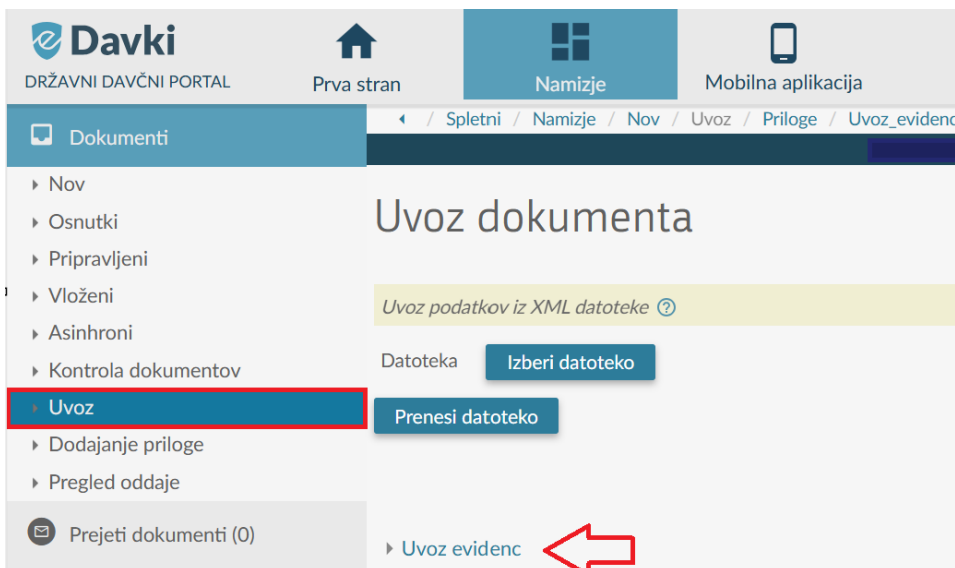 Davki
DRŽAVNI DAVČNI PORTAL
Prva stran
Namizje
Mobilna aplikacija
/ Spletni / Namizje / Nov / Uvoz / Priloge / Uvoz_evidenc
Dokumenti
Nov
Osnutki
Pripravljeni
Vloženi
Asinhroni
Kontrola dokumentov
Uvoz
Dodajanje priloge
Pregled oddaje
Prejeti dokumenti (0)
Uvoz dokumenta
Uvoz podatkov iz XML datoteke ?
Datoteka Izberi datoteko
Prenesi datoteko
Uvoz evidenc